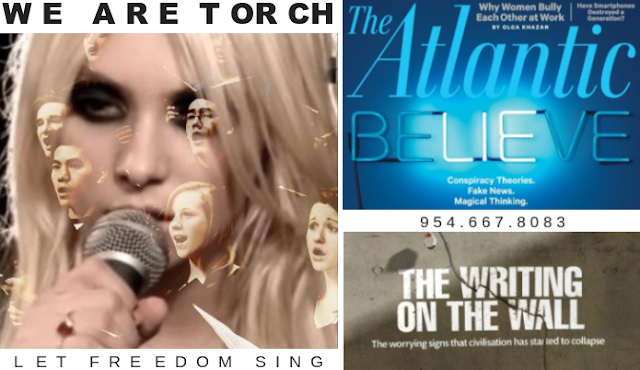 WE ARE TORCH
LET FREEDOM SING
Why Women Bully
Each Other at Work
BY OLGA KHAZAN
Have Smartphones
Destroyed a
Generation?
The
Atlantic
BELIEVE
Conspiracy Theories.
Fake News.
Magical Thinking.
954.667.8083
THE WRITING
ON THE WALL
The worrying signs that civilisation has started to collapse